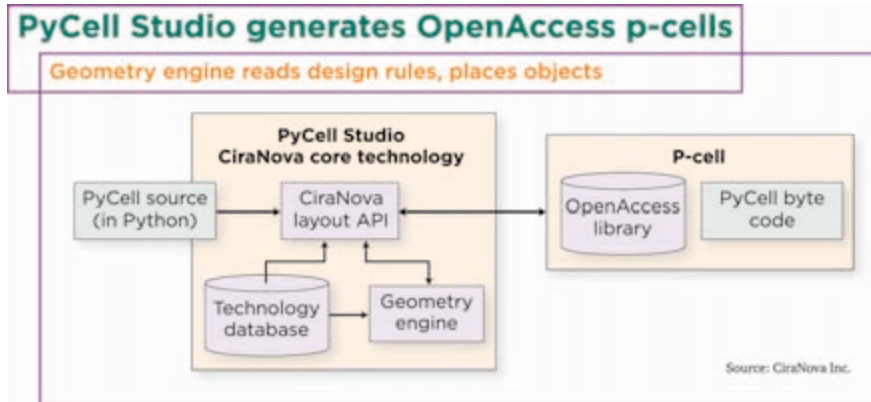 PyCell Studio generates OpenAccess p-cells
Geometry engine reads design rules, places objects
PyCell Studio
CiraNova core technology
P-cell
PyCell source
(in Python)
CiraNova
layout API
OpenAccess
library
PyCell byte
code
Technology
database
Geometry
engine
Source: CiraNova Inc.